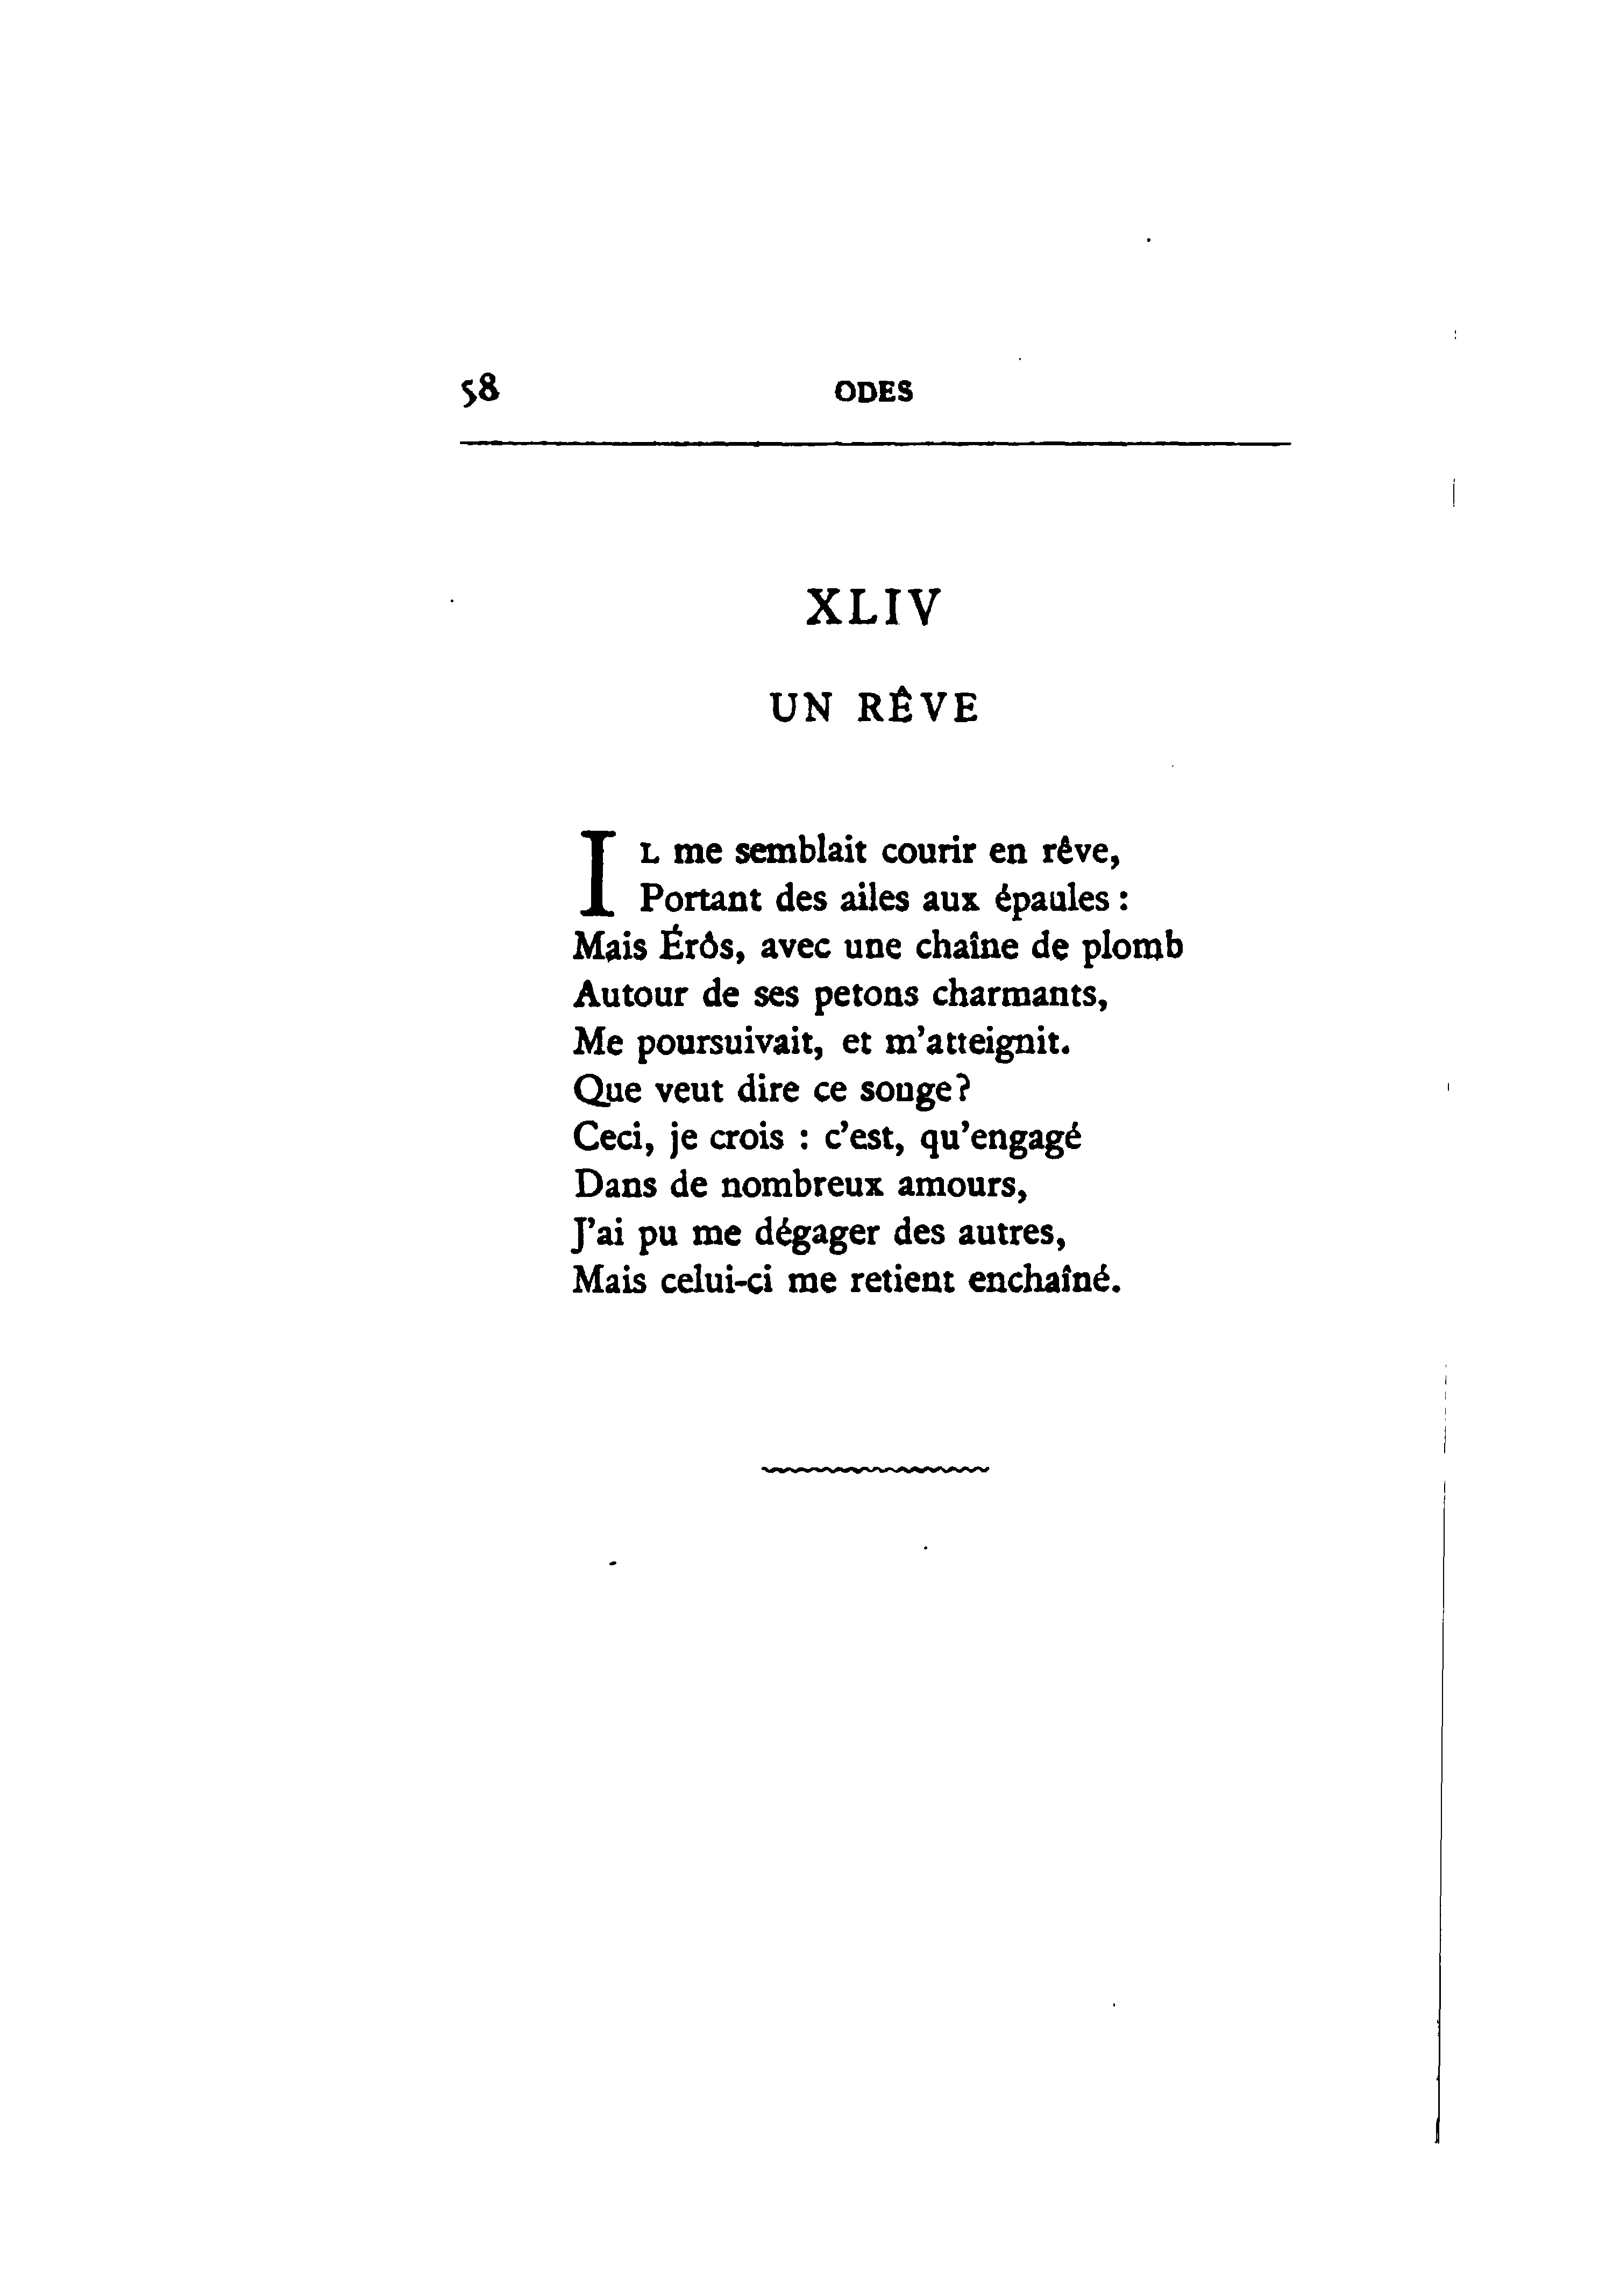 58 ODES
XLIV
UN RÊVE
IL me semblait courir en rêve,
Portant des ailes aux épaules :
Mais Érôs, avec une chaîne de plomb
Autour de ses petons charmants,
Me poursuivait, et m'atteignit.
Que veut dire ce songe?
Ceci, je crois : c'est, qu'engagé
Dans de nombreux amours,
J'ai pu me dégager des autres,
Mais celui-ci me retient enchaîné.